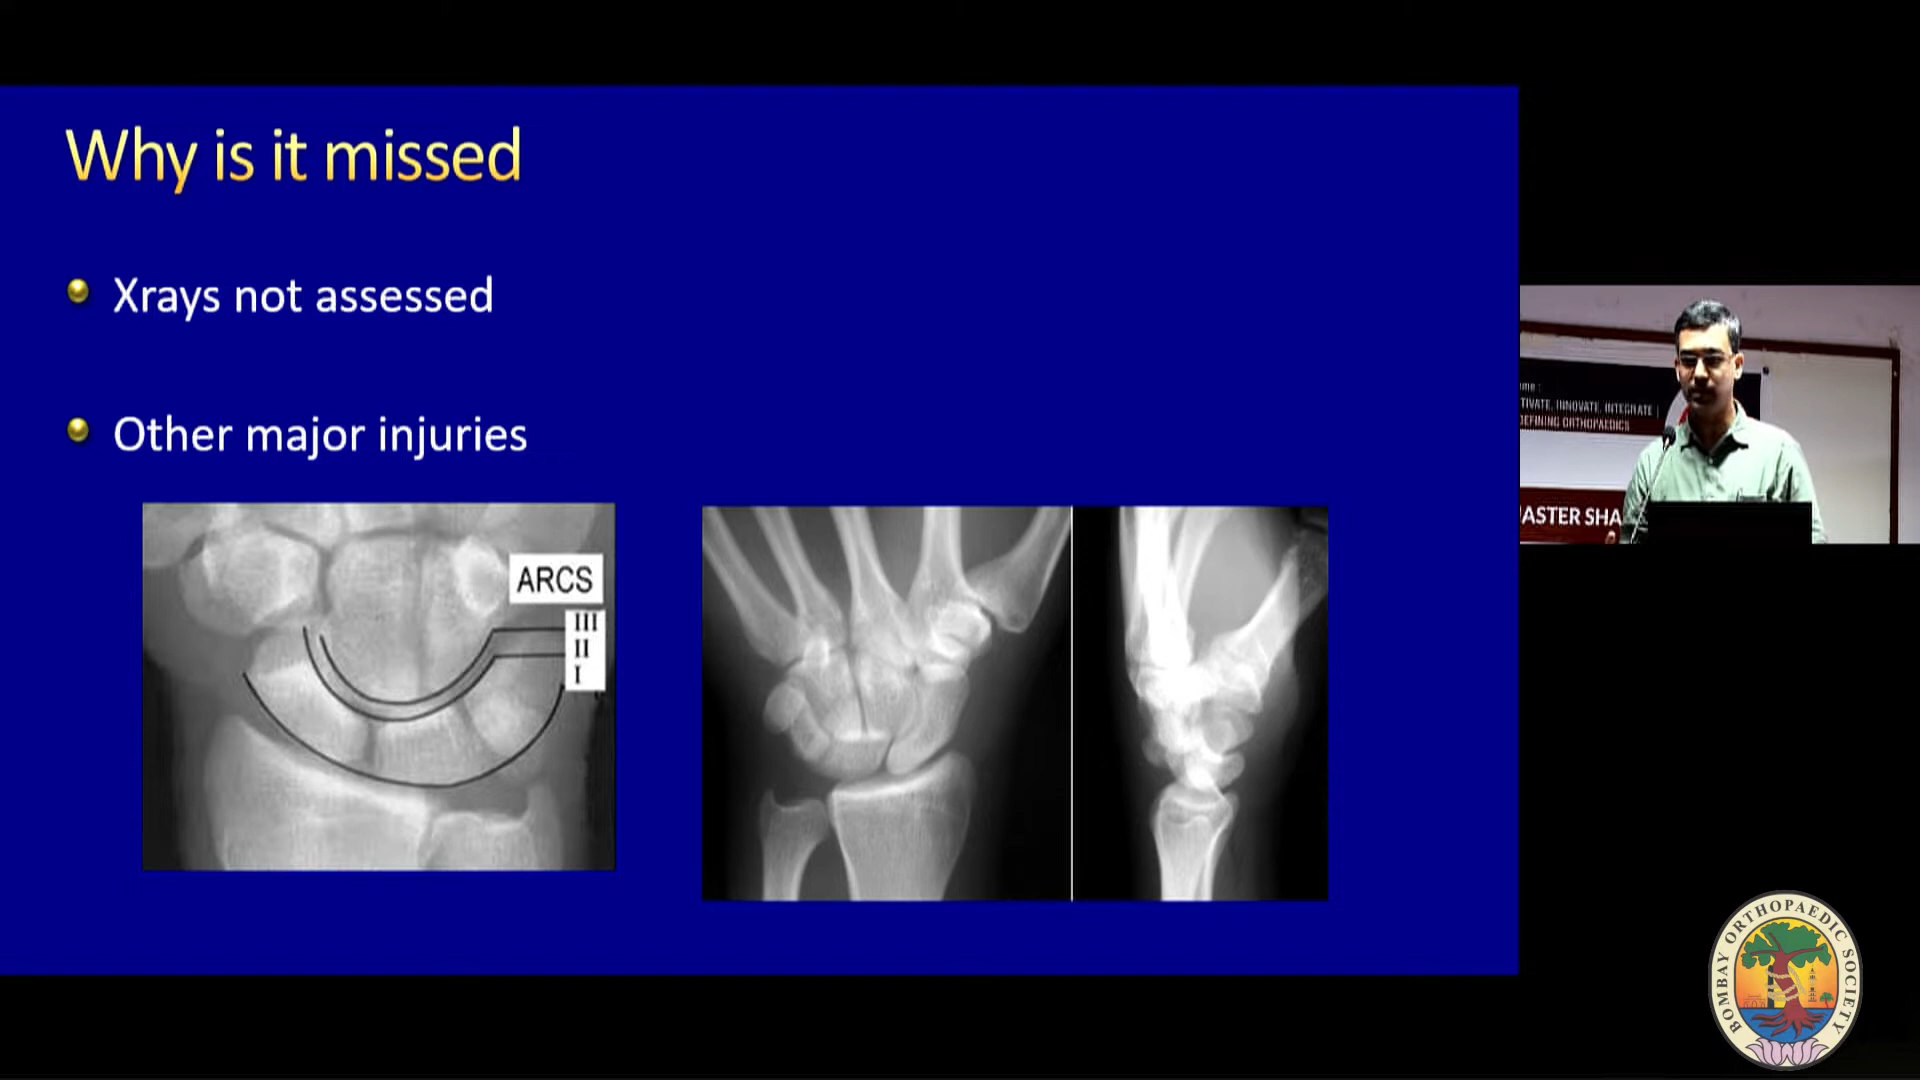 Why is it missed
Xrays not assessed
Other major injuries
ARCS
III
II
I
TIVATE, INNOVATE, INTEGRATE |
DEFINING ORTHOPAEDICS
ASTER SHA
BOMBAY ORTHOPAEDIC SOCIETY